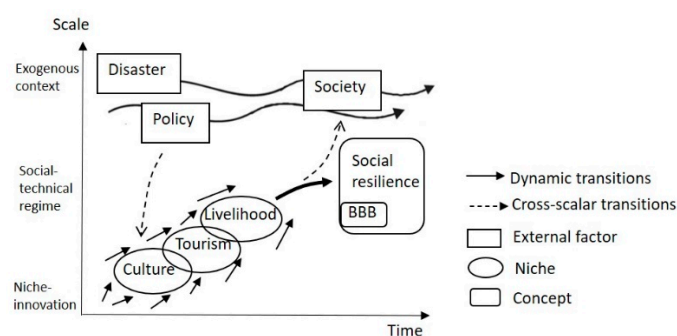 Scale
Exogenous
context
Disaster
Society
Policy
Social-
technical
regime
Social
resilience
BBB
Livelihood
Tourism
Culture
Niche-
innovation
Time
Dynamic transitions
Cross-scalar transitions
External factor
Niche
Concept